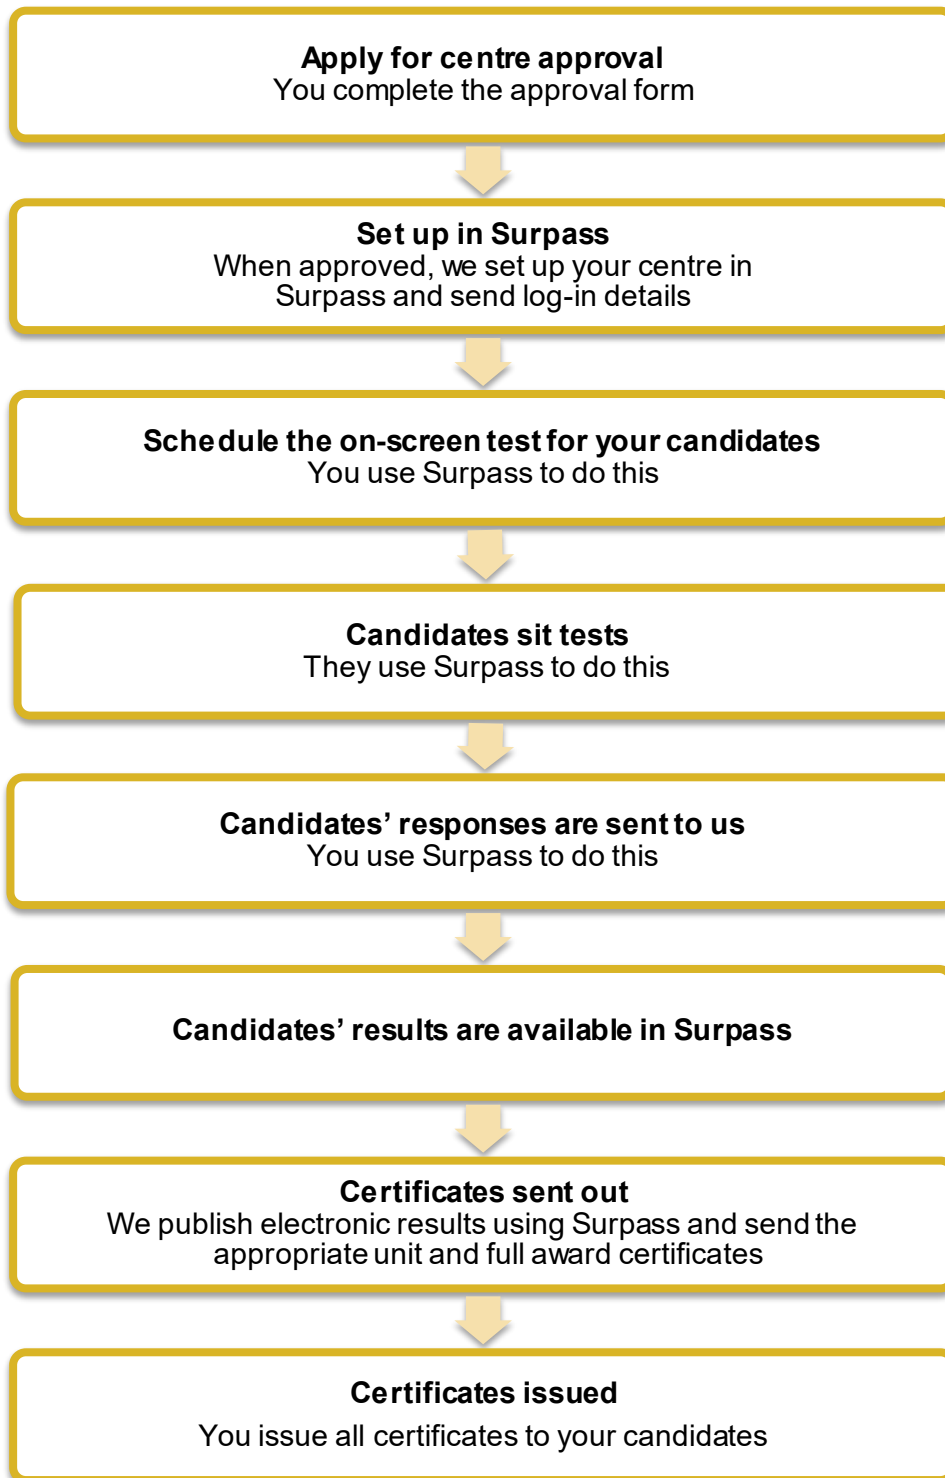 Apply for centre approval
You complete the approval form
Set up in Surpass
When approved, we set up your centre in
Surpass and send log-in details
Schedule the on-screen test for your candidates
You use Surpass to do this
Candidates sit tests
They use Surpass to do this
Candidates’ responses are sent to us
You use Surpass to do this
Candidates’ results are available in Surpass
Certificates sent out
We publish electronic results using Surpass and send the
appropriate unit and full award certificates
Certificates issued
You issue all certificates to your candidates